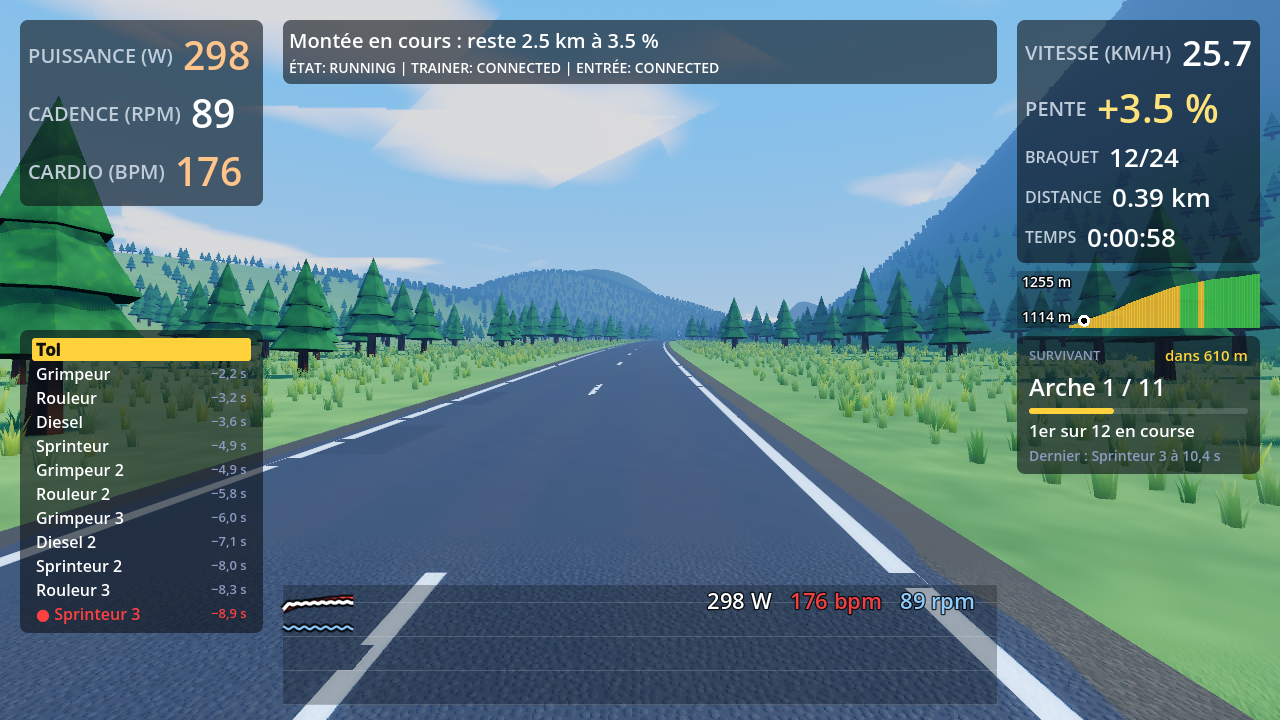 PUISSANCE (W) 298
CADENCE (RPM) 89
CARDIO (BPM) 176
Montée en cours : reste 2.5 km à 3.5 %
ÉTAT: RUNNING | TRAINER: CONNECTED | ENTRÉE: CONNECTED
VITESSE (KM/H) 25.7
PENTE +3.5 %
BRAQUET 12/24
DISTANCE 0.39 km
TEMPS 0:00:58
1255 m
1114 m
SURVIVANT dans 610 m
Arche 1 / 11
1er sur 12 en course
Dernier : Sprinteur 3 à 10,4 s
Toi
Grimpeur −2,2 s
Rouleur −3,2 s
Diesel −3,6 s
Sprinteur −4,9 s
Grimpeur 2 −4,9 s
Rouleur 2 −5,8 s
Grimpeur 3 −6,0 s
Diesel 2 −7,1 s
Sprinteur 2 −8,0 s
Rouleur 3 −8,3 s
Sprinteur 3 −8,9 s
298 W 176 bpm 89 rpm